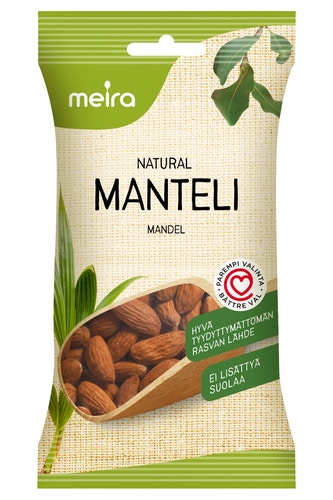 meira
NATURAL
MANTELI
MANDEL
PAREMPI VALINTA
BÄTTRE VAL
HYVÄ
TYYDYTTYMÄTTÖMÄN
RASVAN LÄHDE
EI LISÄTTYÄ
SUOLAA